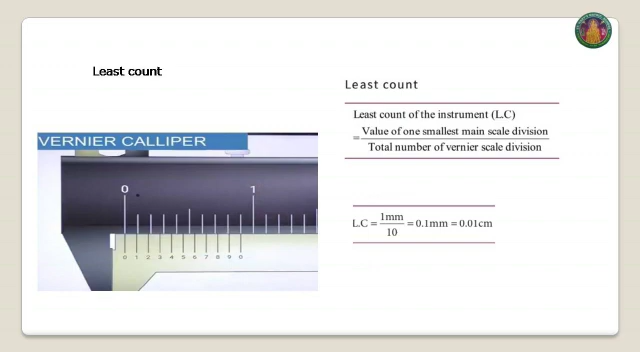 Least count
Least count
Least count of the instrument (L.C)
= Value of one smallest main scale division
Total number of vernier scale division
VERNIER CALLIPER
0 1
0 1 2 3 4 5 6 7 8 9 0
L.C = 1mm / 10 = 0.1mm = 0.01cm